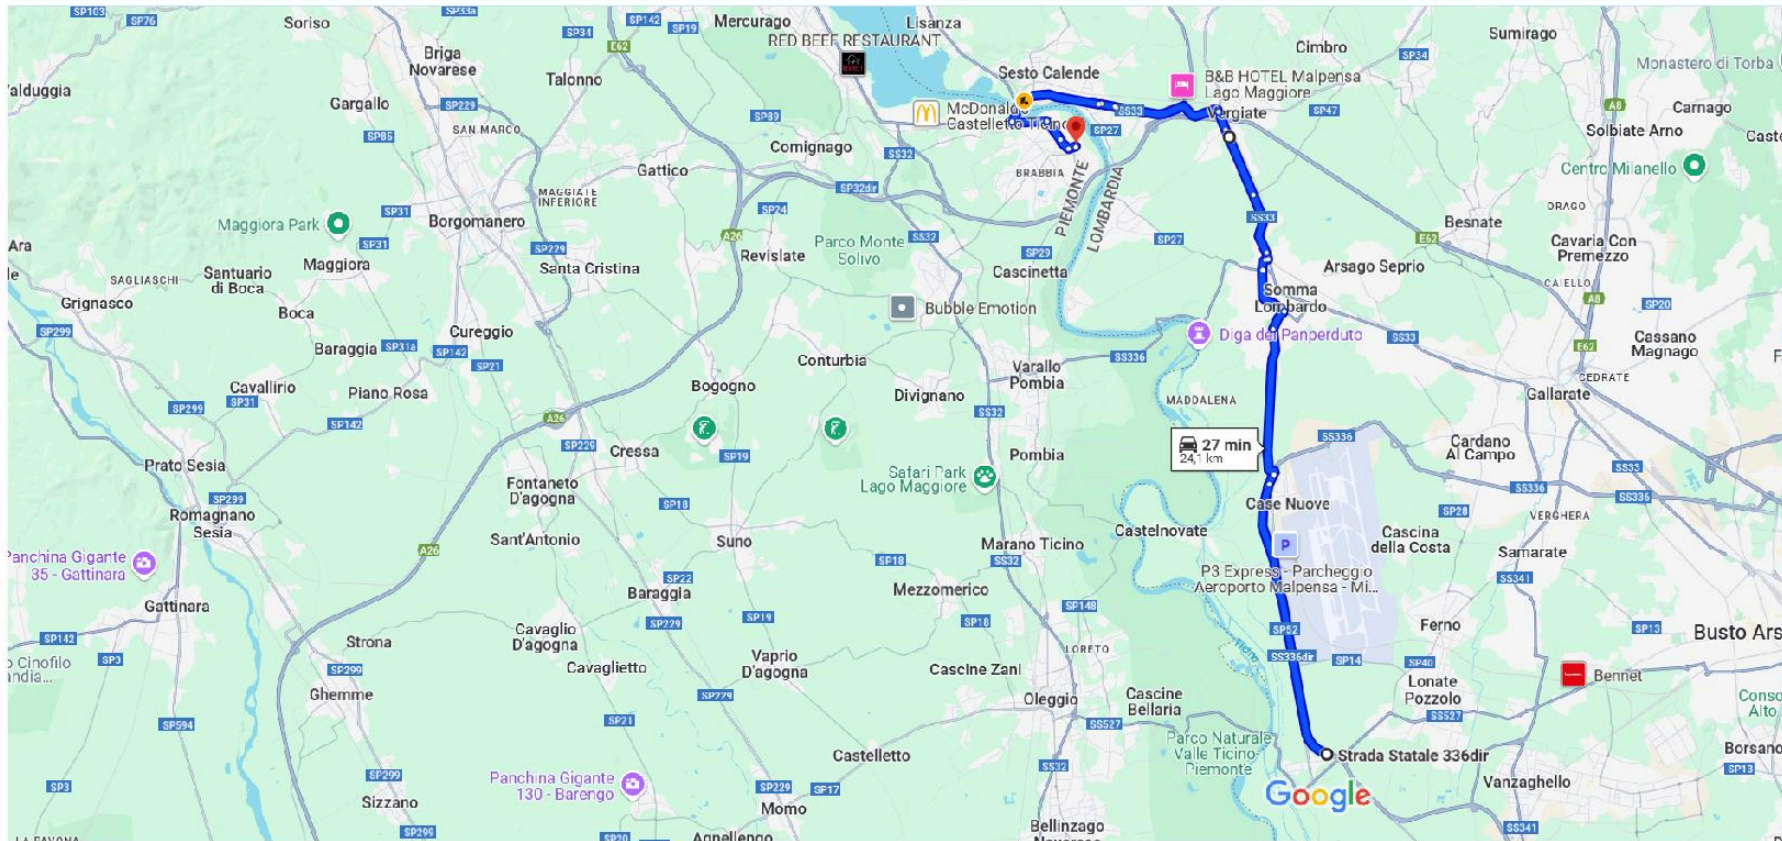 SP103
SP33a
SP142
Mercurago
Lisanza
Soriso
SP76
SP34
SP19
RED BEEF RESTAURANT
Cimbro
Sumirago
Briga
Novarese
E62
Talonno
Sesto Calende
SP34
Monastero di Torba
'alduggia
Gargallo
SP229
B&B HOTEL Malpensa
Lago Maggiore
A8
Carnago
SAN MARCO
SP89
McDonald
Castelletto Ticino
SS33
Vergiate
SP47
Solbiate Arno
SP85
Comignago
SP27
SS32
Centro Milanello
Gattico
BRABBIA
PIEMONTE
LOMBARDIA
MAGGIATE
INFERIORE
SP32dir
SP31
SP24
ORAGO
Maggiora Park
Borgomanero
SS33
Besnate
Ara
SP31
SP229
A26
Parco Monte
Solivo
SS32
SP27
E62
Cavaria Con
Premezzo
Maggiora
Revislate
SP29
Santa Cristina
Cascinetta
Arsago Seprio
SAGLIASCHI
Santuario
di Boca
A8
Grignasco
Boca
Bubble Emotion
Somma
Lombardo
SP20
SP299
Cureggio
Diga del Panperduto
SS33
Cassano
Magnago
Baraggia
SP31a
SP142
E62
SP21
Conturbia
Varallo
Pombia
SS336
Cavallirio
Piano Rosa
Bogogno
Divignano
MADDALENA
CEDRATE
Gallarate
SP299
SP31
SP142
A26
SS32
SP229
27 min
24,1 km
SS336
Cardano
Al Campo
Prato Sesia
Cressa
SP19
Pombia
SS33
Safari Park
Lago Maggiore
Fontaneto
D'agogna
SS336
SS336
SP299
SP18
Case Nuove
SP28
VERGHERA
Romagnano
Sesia
Castelnovate
Cascina
della Costa
Sant'Antonio
Suno
Marano Ticino
Samarate
A26
Panchina Gigante
35 - Gattinara
SP18
SS32
P3 Express - Parcheggio
Aeroporto Malpensa - Mi...
SP22
SS341
Baraggia
Mezzomerico
Gattinara
SP148
SP19
SP18
Ferno
SP142
Strona
Cavaglio
D'agogna
SP229
SP52
SP13
Busto Ars
LORETO
o Cinofilo
SP3
Vaprio
D'agogna
SS336dir
SP14
SP40
SP299
Cavaglietto
Cascine Zani
Bennet
Ghemme
SP229
Oleggio
Cascine
Bellaria
Lonate
Pozzolo
SP594
SP21
SS527
SS527
Parco Naturale
Valle Ticino-
Piemonte
Castelletto
Strada Statale 336dir
Borsano
SS32
SP13
SP299
Panchina Gigante
130 - Barengo
Vanzaghello
SP3
SP229
SP17
Google
Sizzano
Momo
SP299
SP20
Agnellengo
Bellinzago
SS341